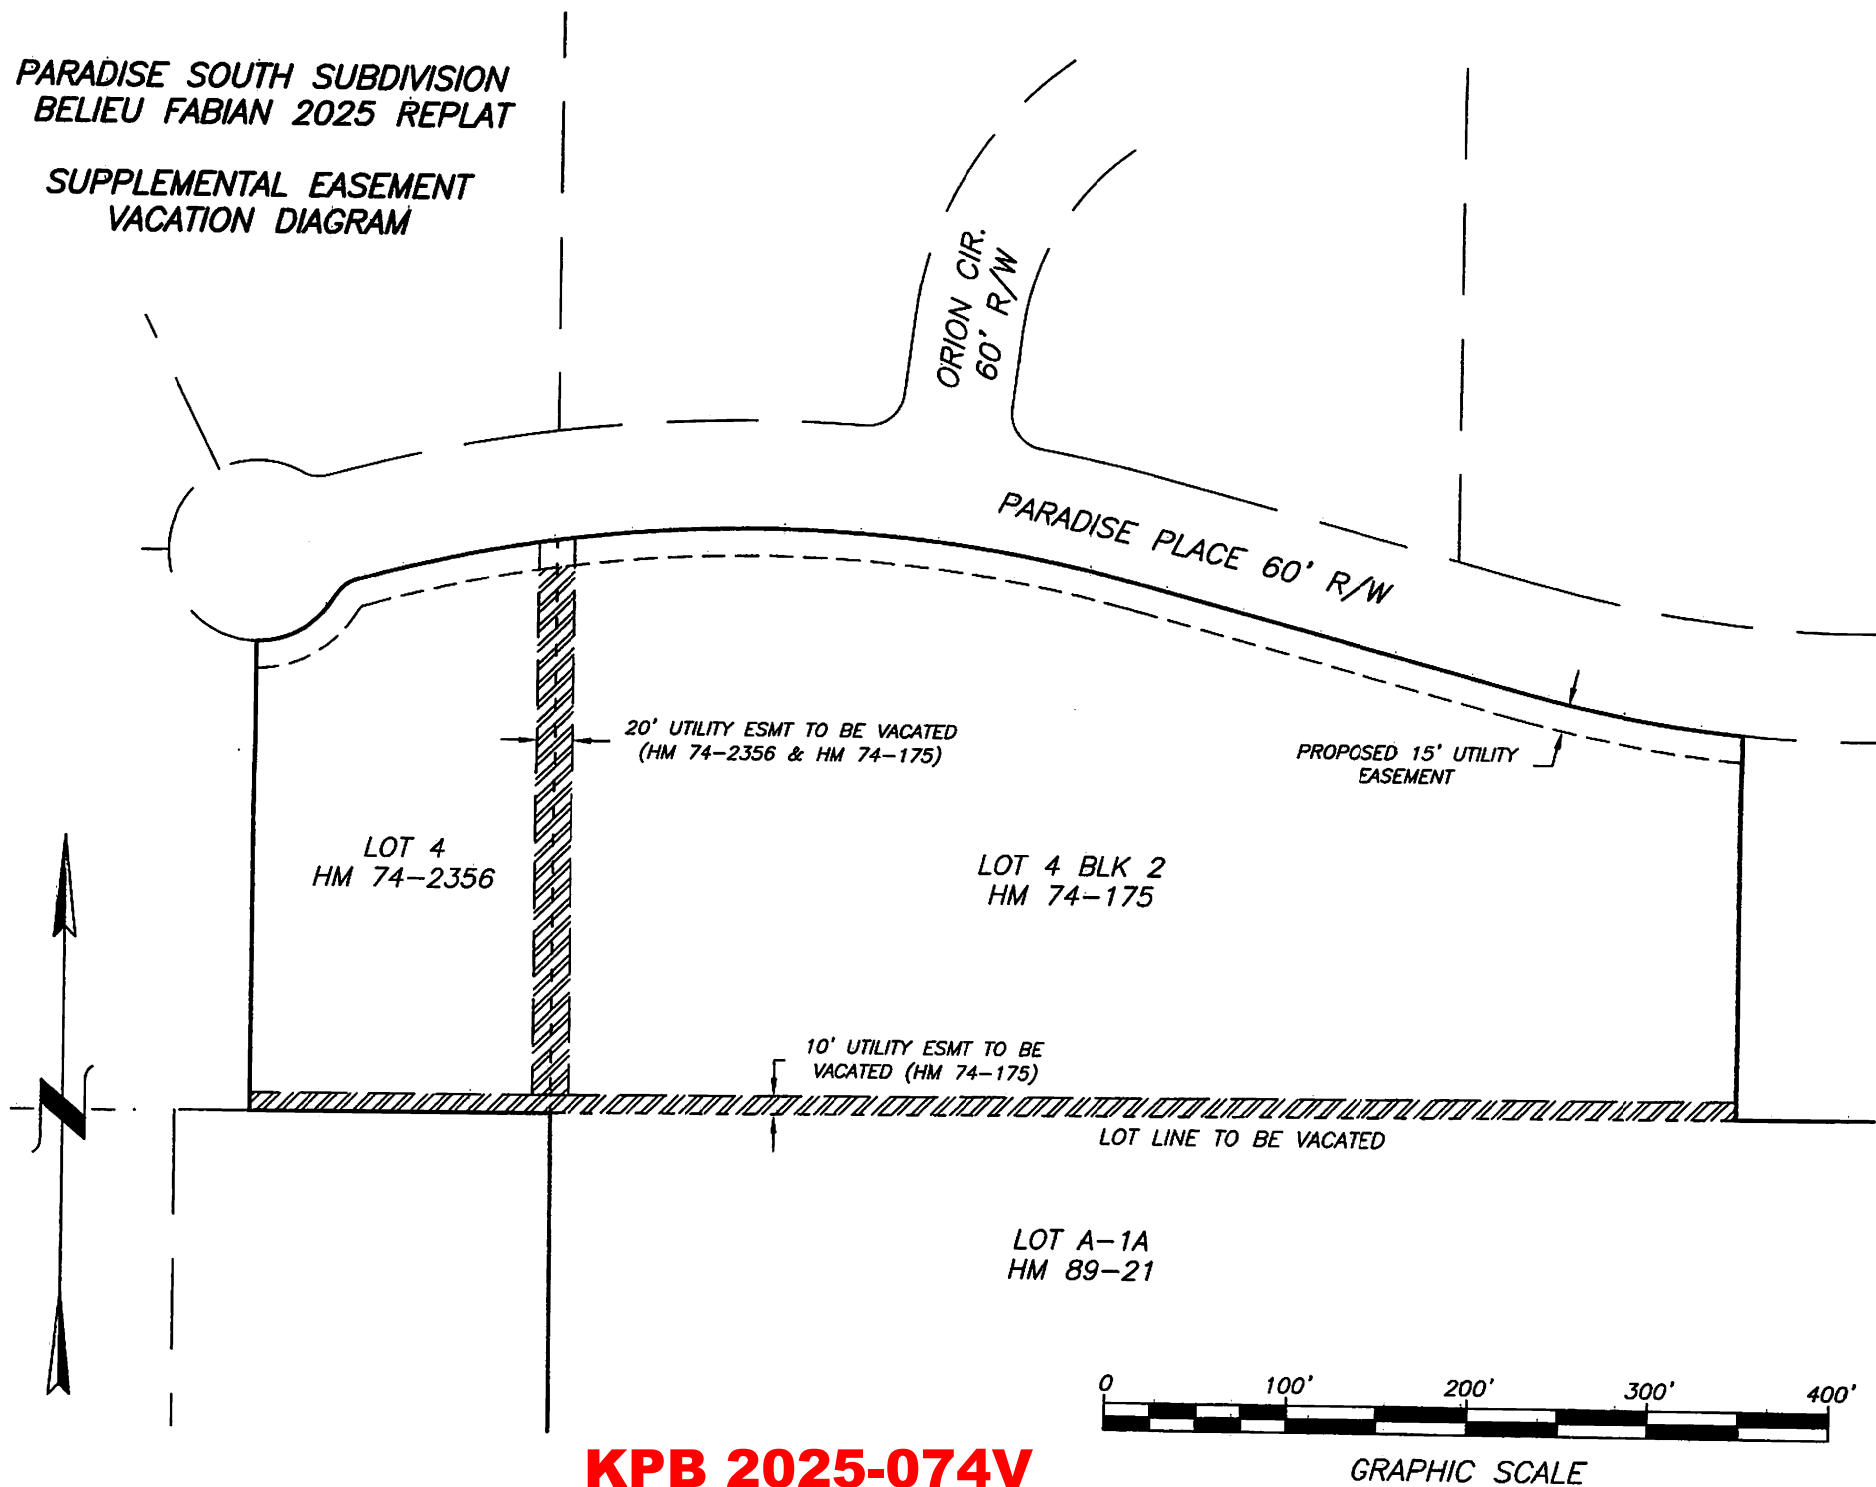 PARADISE SOUTH SUBDIVISION
BELIEU FABIAN 2025 REPLAT
SUPPLEMENTAL EASEMENT
VACATION DIAGRAM
ORION CIR.
60' R/W
PARADISE PLACE 60' R/W
20' UTILITY ESMT TO BE VACATED
(HM 74-2356 & HM 74-175)
PROPOSED 15' UTILITY
EASEMENT
LOT 4
HM 74-2356
LOT 4 BLK 2
HM 74-175
10' UTILITY ESMT TO BE
VACATED (HM 74-175)
N
LOT LINE TO BE VACATED
LOT A-1A
HM 89-21
0 100' 200' 300' 400'
GRAPHIC SCALE
KPB 2025-074V